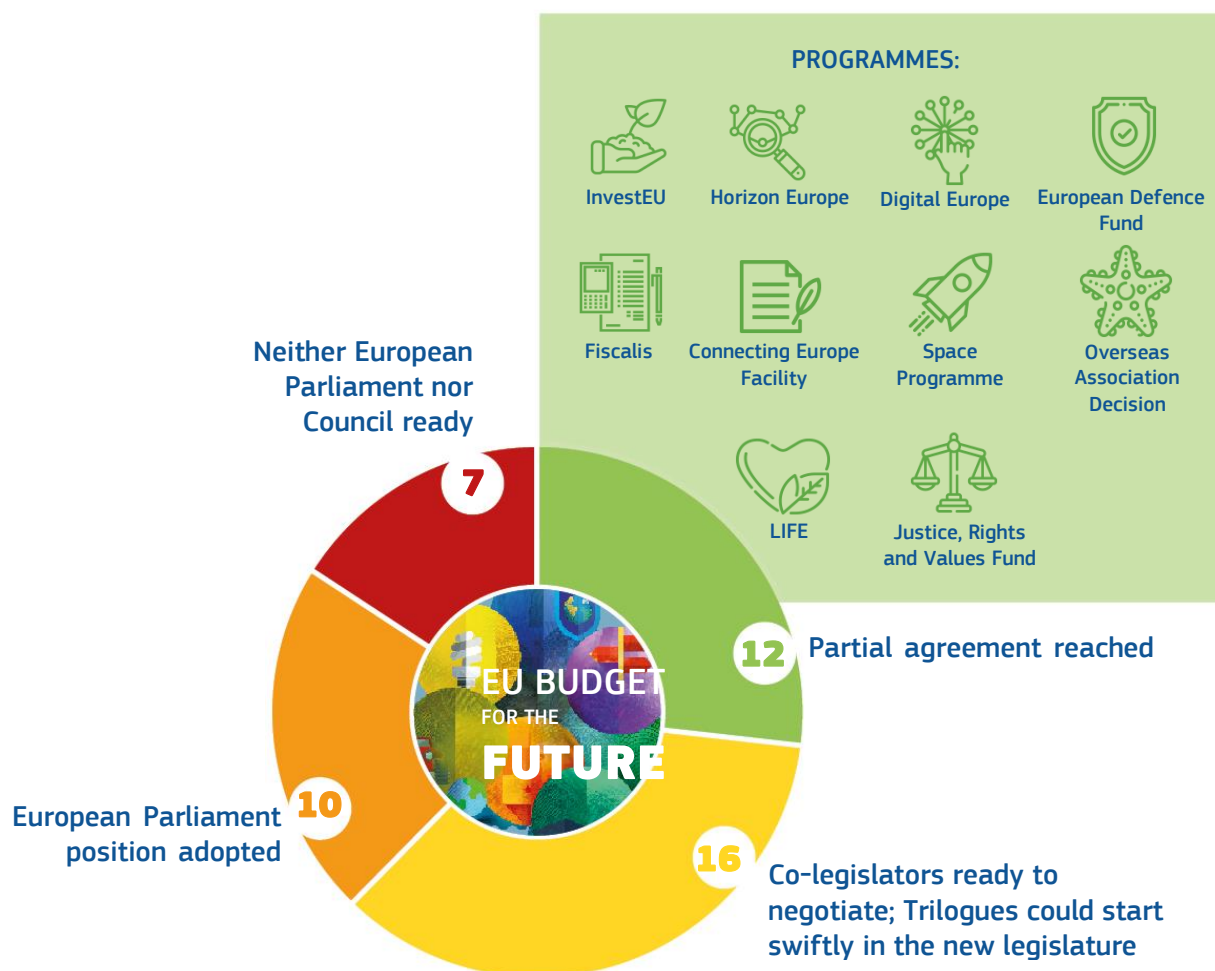 PROGRAMMES:
InvestEU
Horizon Europe
Digital Europe
European Defence
Fund
Fiscalis
Connecting Europe
Facility
Space
Programme
Overseas
Association
Decision
LIFE
Justice, Rights
and Values Fund
Neither European
Parliament nor
Council ready
7
12
Partial agreement reached
EU BUDGET
FOR THE
FUTURE
10
European Parliament
position adopted
16
Co-legislators ready to
negotiate; Trilogues could start
swiftly in the new legislature